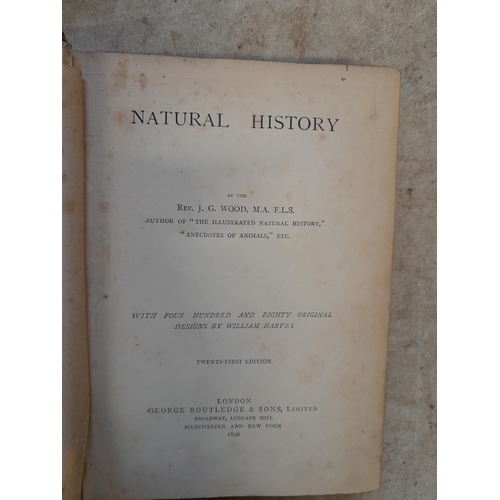 NATURAL HISTORY
BY THE
REV. J. G. WOOD, M.A. F.L.S.
AUTHOR OF "THE ILLUSTRATED NATURAL HISTORY,"
"ANECDOTES OF ANIMALS," ETC.
WITH FOUR HUNDRED AND EIGHTY ORIGINAL
DESIGNS BY WILLIAM HARVEY
TWENTY-FIRST EDITION.
LONDON
GEORGE ROUTLEDGE & SONS, LIMITED
BROADWAY, LUDGATE HILL
MANCHESTER AND NEW YORK